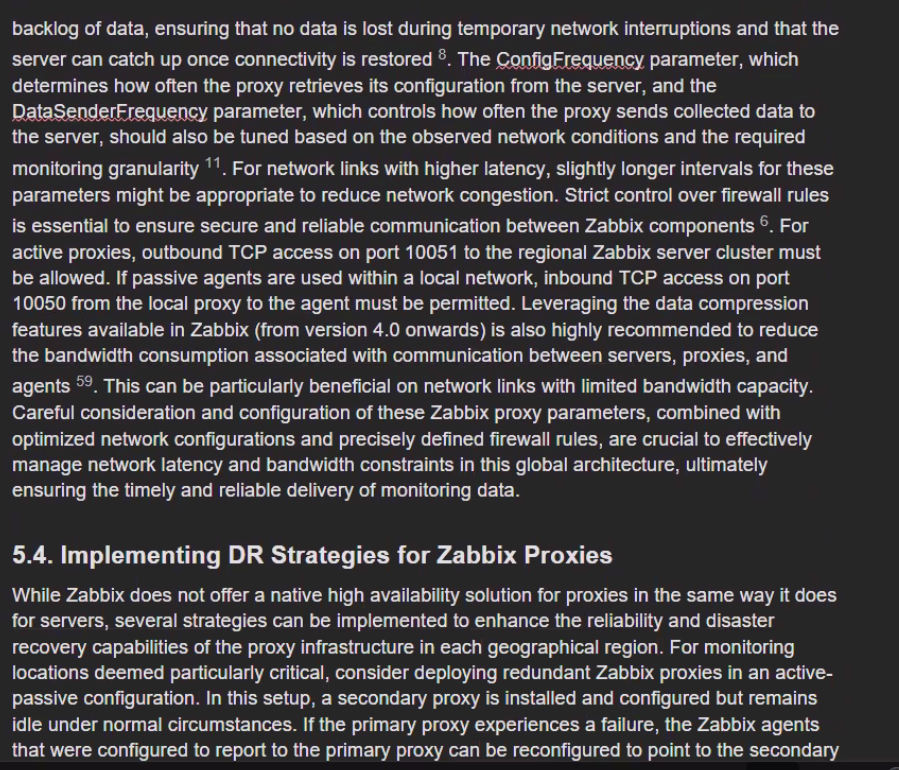 backlog of data, ensuring that no data is lost during temporary network interruptions and that the
server can catch up once connectivity is restored 8. The ConfigFrequency parameter, which
determines how often the proxy retrieves its configuration from the server, and the
DataSenderFrequency parameter, which controls how often the proxy sends collected data to
the server, should also be tuned based on the observed network conditions and the required
monitoring granularity 11. For network links with higher latency, slightly longer intervals for these
parameters might be appropriate to reduce network congestion. Strict control over firewall rules
is essential to ensure secure and reliable communication between Zabbix components 6. For
active proxies, outbound TCP access on port 10051 to the regional Zabbix server cluster must
be allowed. If passive agents are used within a local network, inbound TCP access on port
10050 from the local proxy to the agent must be permitted. Leveraging the data compression
features available in Zabbix (from version 4.0 onwards) is also highly recommended to reduce
the bandwidth consumption associated with communication between servers, proxies, and
agents 59. This can be particularly beneficial on network links with limited bandwidth capacity.
Careful consideration and configuration of these Zabbix proxy parameters, combined with
optimized network configurations and precisely defined firewall rules, are crucial to effectively
manage network latency and bandwidth constraints in this global architecture, ultimately
ensuring the timely and reliable delivery of monitoring data.
5.4. Implementing DR Strategies for Zabbix Proxies
While Zabbix does not offer a native high availability solution for proxies in the same way it does
for servers, several strategies can be implemented to enhance the reliability and disaster
recovery capabilities of the proxy infrastructure in each geographical region. For monitoring
locations deemed particularly critical, consider deploying redundant Zabbix proxies in an active-
passive configuration. In this setup, a secondary proxy is installed and configured but remains
idle under normal circumstances. If the primary proxy experiences a failure, the Zabbix agents
that were configured to report to the primary proxy can be reconfigured to point to the secondary